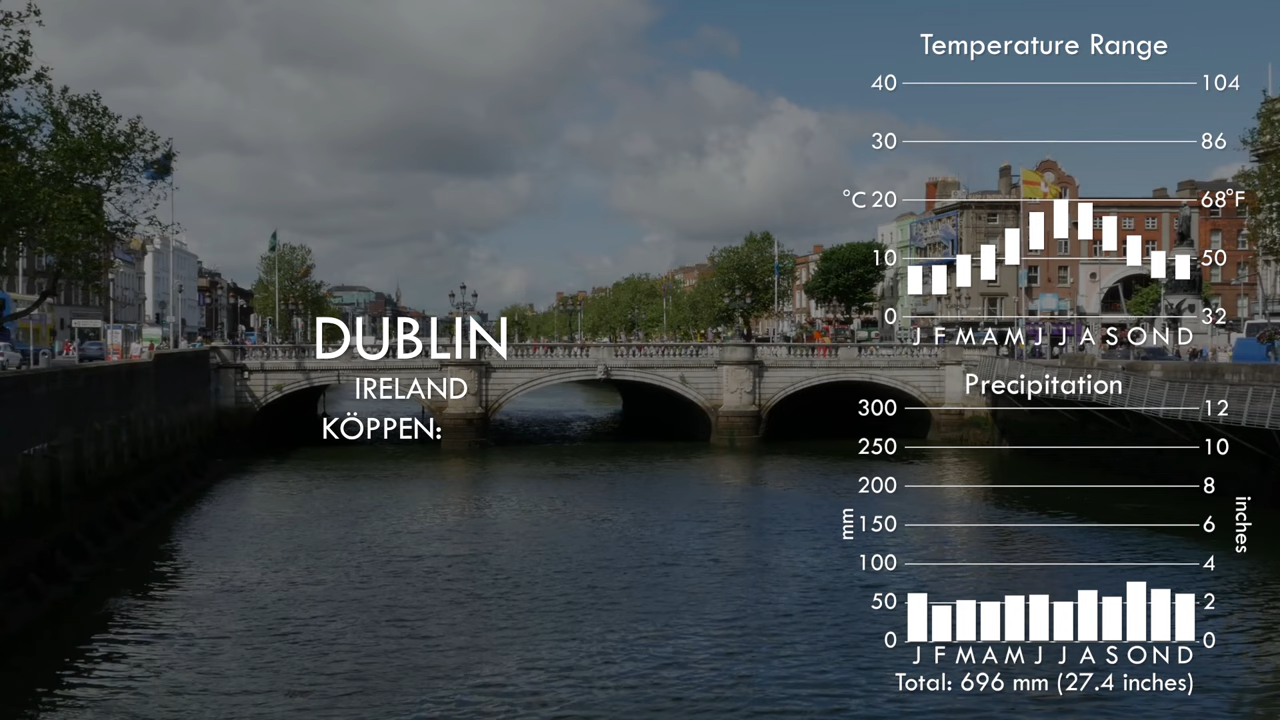 Temperature Range
40 104
30 86
°C 20 68°F
10 50
0 32
J F M A M J J A S O N D
DUBLIN
IRELAND
KÖPPEN:
Precipitation
300 12
250 10
200 8
mm 150 6 inches
100 4
50 2
0 0
J F M A M J J A S O N D
Total: 696 mm (27.4 inches)